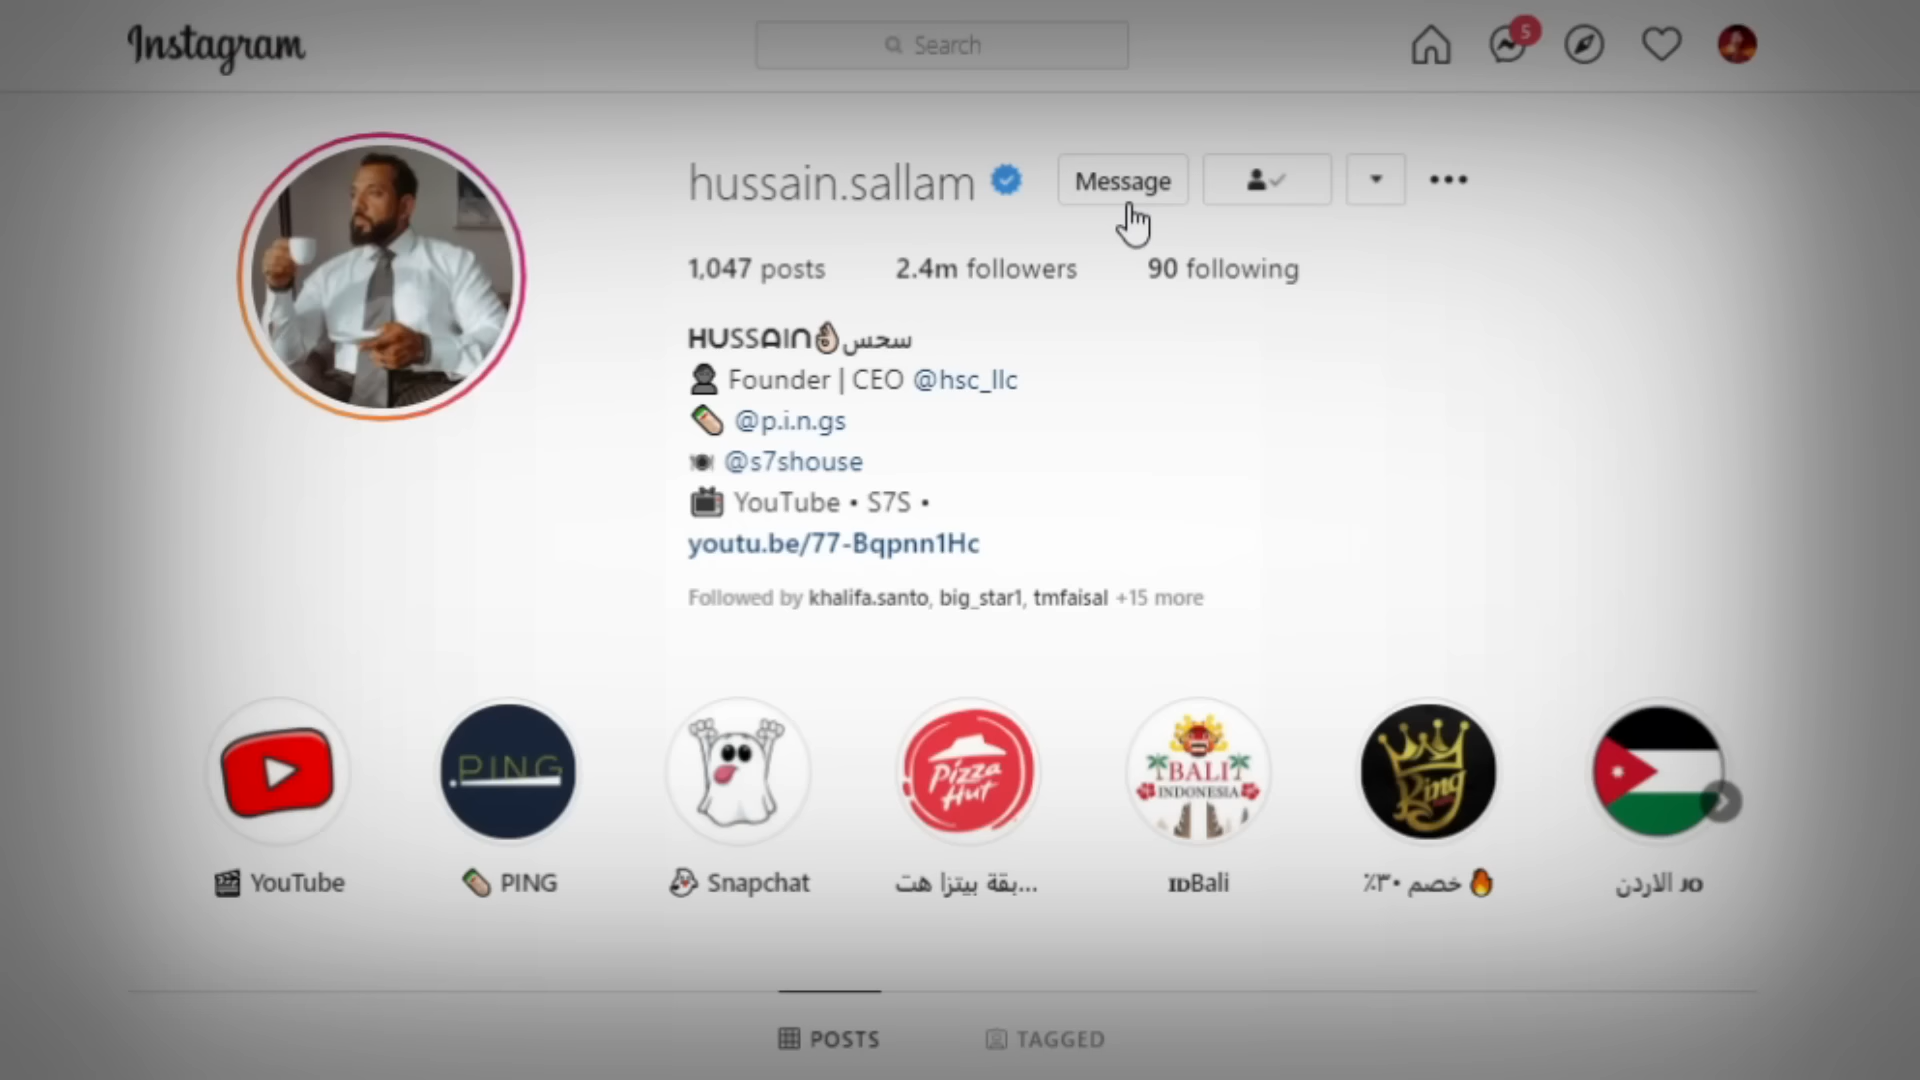 Instagram
Search
5
hussain.sallam
Message
1,047 posts 2.4m followers 90 following
HUSSAIN👌سحس
Founder | CEO @hsc_llc
@p.i.n.gs
@s7shouse
YouTube • S7S •
youtu.be/77-Bqpnn1Hc
Followed by khalifa.santo, big_star1, tmfaisal +15 more
.PING
Pizza
Hut
BALI
INDONESIA
King
YouTube
PING
Snapchat
...بقة بيتزا هت
IDBali
🔥 خصم ٣٠٪
JO الاردن
POSTS
TAGGED